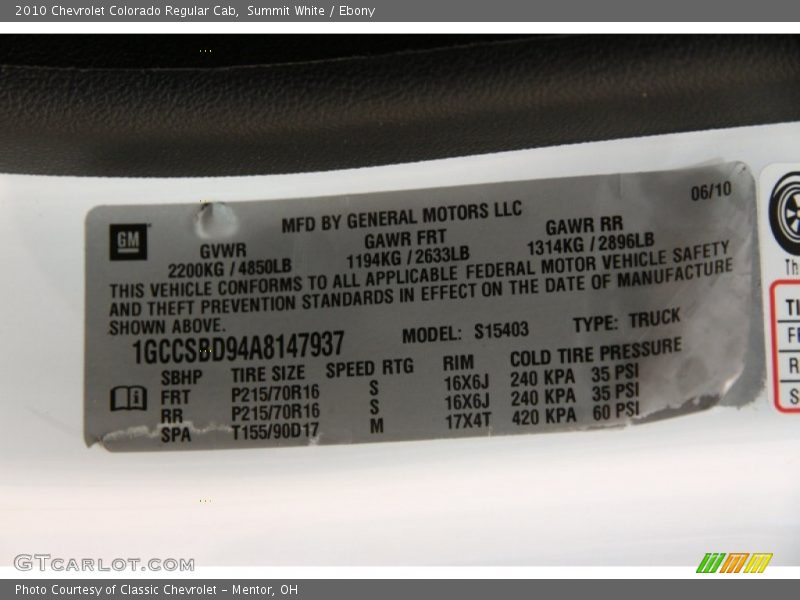 2010 Chevrolet Colorado Regular Cab, Summit White / Ebony
06/10
GM
MFD BY GENERAL MOTORS LLC
GVWR GAWR FRT GAWR RR
2200KG / 4850LB 1194KG / 2633LB 1314KG / 2896LB
THIS VEHICLE CONFORMS TO ALL APPLICABLE FEDERAL MOTOR VEHICLE SAFETY
AND THEFT PREVENTION STANDARDS IN EFFECT ON THE DATE OF MANUFACTURE
SHOWN ABOVE.
1GCCSBD94A8147937 MODEL: S15403 TYPE: TRUCK
SBHP TIRE SIZE SPEED RTG RIM COLD TIRE PRESSURE
FRT P215/70R16 S 16X6J 240 KPA 35 PSI
RR P215/70R16 S 16X6J 240 KPA 35 PSI
SPA T155/90D17 M 17X4T 420 KPA 60 PSI
Th
TI
F
R
S
GTCARLOT.COM
Photo Courtesy of Classic Chevrolet - Mentor, OH